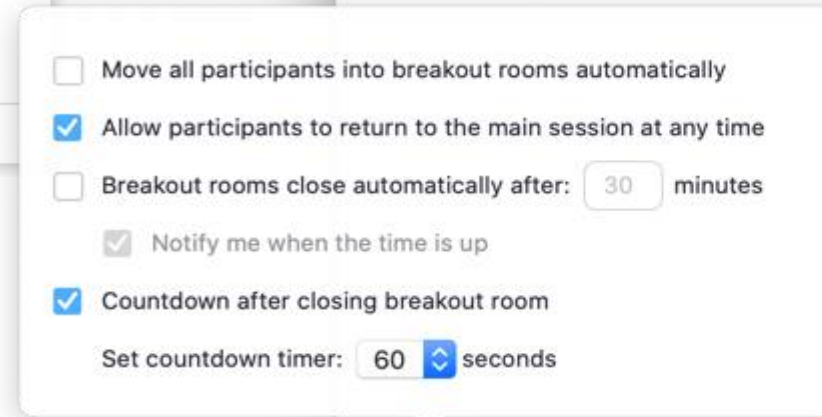 Move all participants into breakout rooms automatically
Allow participants to return to the main session at any time
Breakout rooms close automatically after: 30 minutes
Notify me when the time is up
Countdown after closing breakout room
Set countdown timer: 60 seconds